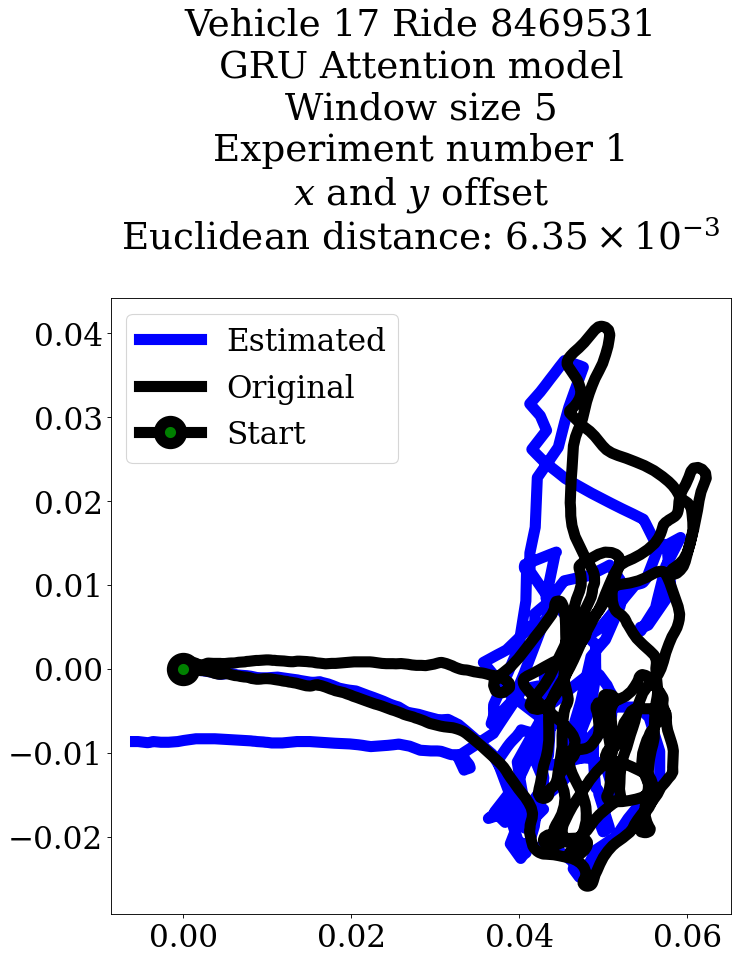 Vehicle 17 Ride 8469531
GRU Attention model
Window size 5
Experiment number 1
x and y offset
Euclidean distance: 6.35 × 10⁻³
Estimated
Original
Start
0.04
0.03
0.02
0.01
0.00
−0.01
−0.02
0.00 0.02 0.04 0.06